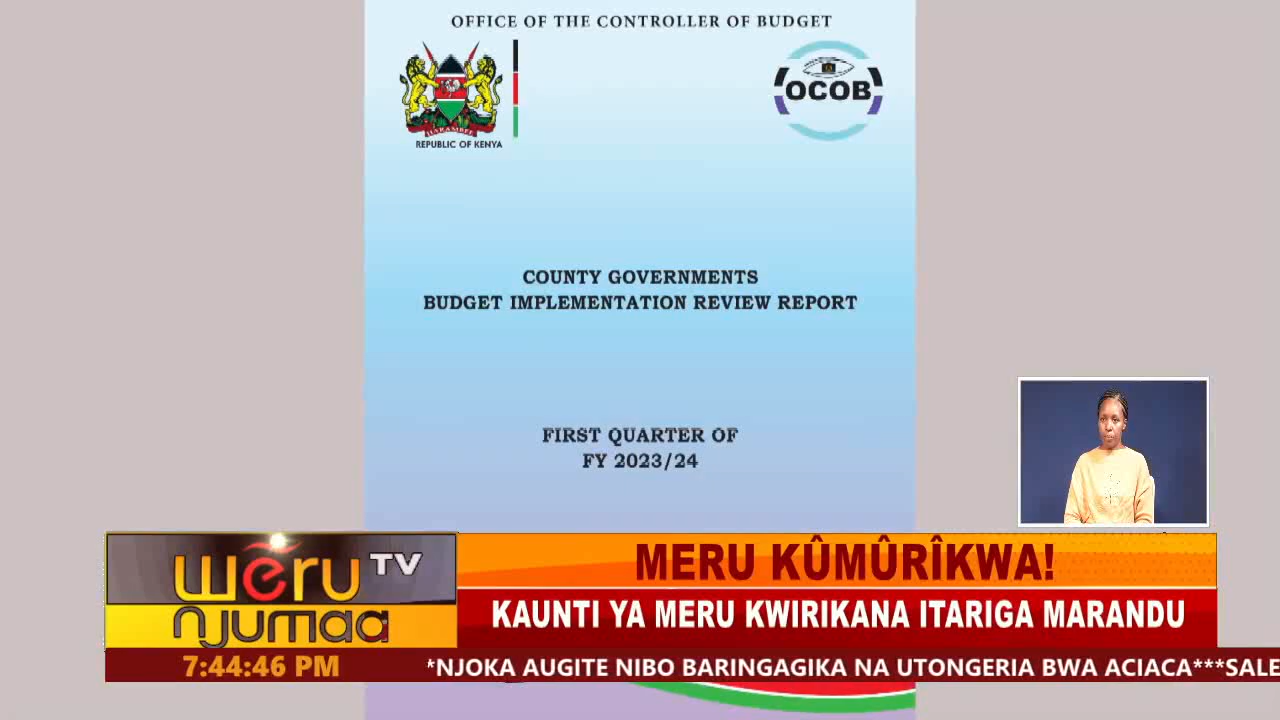 OFFICE OF THE CONTROLLER OF BUDGET
HARAMBEE
REPUBLIC OF KENYA
OCOB
COUNTY GOVERNMENTS
BUDGET IMPLEMENTATION REVIEW REPORT
FIRST QUARTER OF
FY 2023/24
weru TV
njumaa
MERU KÛMÛRÎKWA!
KAUNTI YA MERU KWIRIKANA ITARIGA MARANDU
7:44:46 PM
*NJOKA AUGITE NIBO BARINGAGIKA NA UTONGERIA BWA ACIACA***SALE